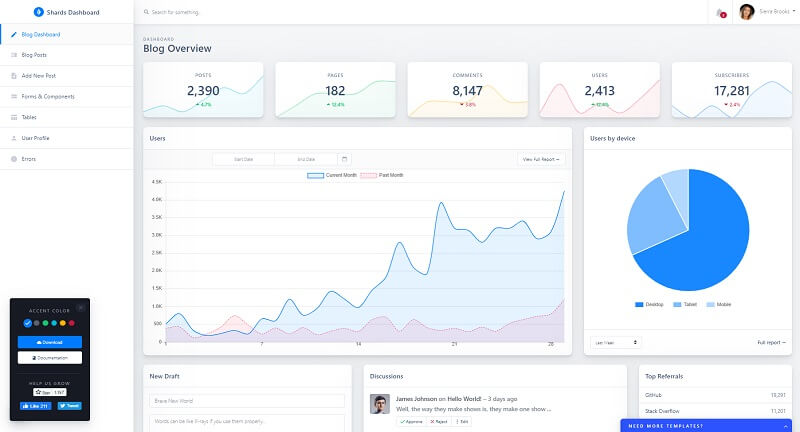 Shards Dashboard
Search for something...
2
Sierra Brooks
Blog Dashboard
Blog Posts
Add New Post
Forms & Components
Tables
User Profile
Errors
DASHBOARD
Blog Overview
POSTS
2,390
4.7%
PAGES
182
12.4%
COMMENTS
8,147
3.8%
USERS
2,413
12.4%
SUBSCRIBERS
17,281
2.4%
Users
Start Date
End Date
View Full Report →
Current Month
Past Month
4.5K
4.0K
3.5K
3.0K
2.5K
2.0K
1.5K
1.0K
500
0
1
7
14
21
28
Users by device
Desktop
Tablet
Mobile
Last Week
Full report →
ACCENT COLOR
Download
Documentation
HELP US GROW
Star
Like 211
Tweet
New Draft
Brave New World
Words can be like X-rays if you use them properly...
Discussions
James Johnson on Hello World! – 3 days ago
Well, the way they make shows is, they make one show ...
Approve
Reject
Edit
Top Referrals
GitHub
19,291
Stack Overflow
11,201
NEED MORE TEMPLATES?